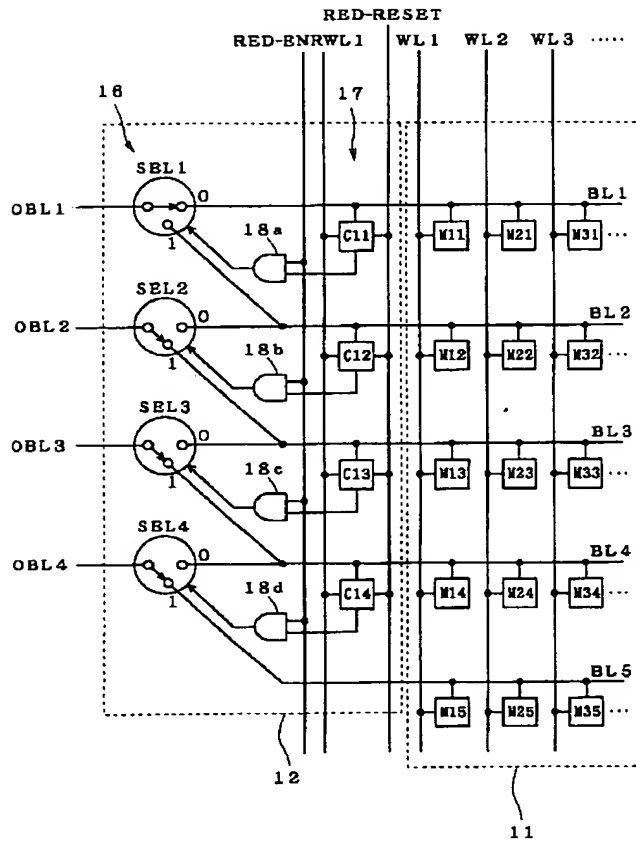 RED-RESET
RED-ENRWL1 WL1 WL2 WL3 .....
16 17
SBL1
OBL1 0 BL1
1 18a C11 M11 M21 M31 ...
SBL2
OBL2 0 BL2
1 18b C12 M12 M22 M32 ...
SEL3
OBL3 0 BL3
1 18c C13 M13 M23 M33 ...
SBL4
OBL4 0 BL4
1 18d C14 M14 M24 M34 ...
BL5
M15 M25 M35 ...
12
11